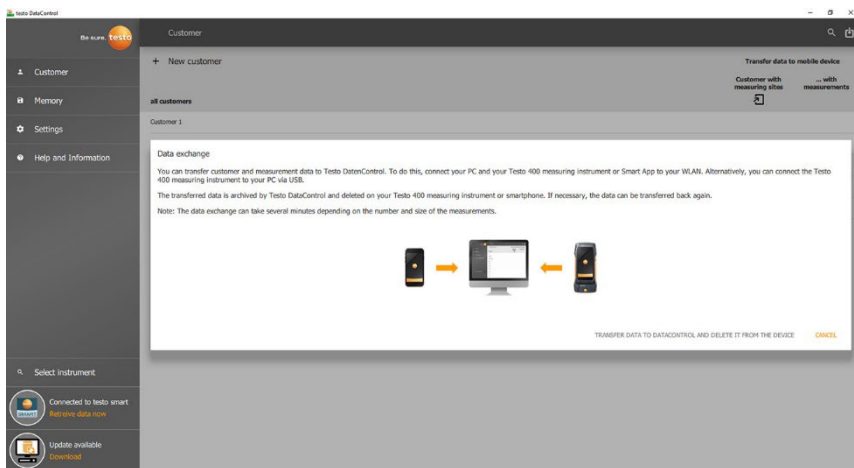 testo DataControl
Be sure. testo
Customer
Memory
Settings
Help and Information
Select instrument
SMART
Connected to testo smart
Retreive data now
Update available
Download
Customer
+ New customer
Transfer data to mobile device
Customer with
measuring sites
... with
measurements
all customers
Customer 1
Data exchange
You can transfer customer and measurement data to Testo DatenControl. To do this, connect your PC and your Testo 400 measuring instrument or Smart App to your WLAN. Alternatively, you can connect the Testo
400 measuring instrument to your PC via USB.
The transferred data is archived by Testo DataControl and deleted on your Testo 400 measuring instrument or smartphone. If necessary, the data can be transferred back again.
Note: The data exchange can take several minutes depending on the number and size of the measurements.
TRANSFER DATA TO DATACONTROL AND DELETE IT FROM THE DEVICE
CANCEL